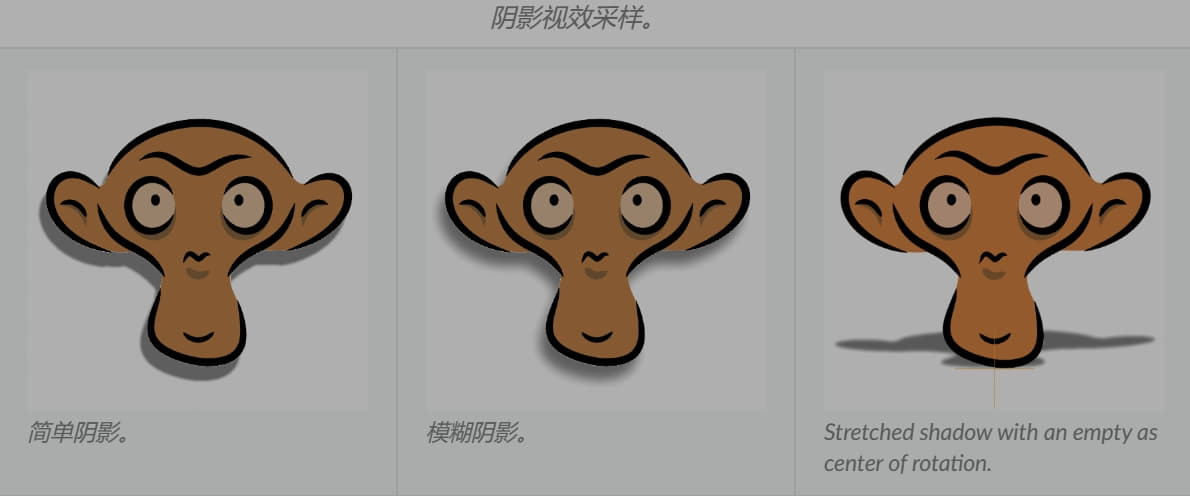 阴影视效采样。
简单阴影。
模糊阴影。
Stretched shadow with an empty as
center of rotation.